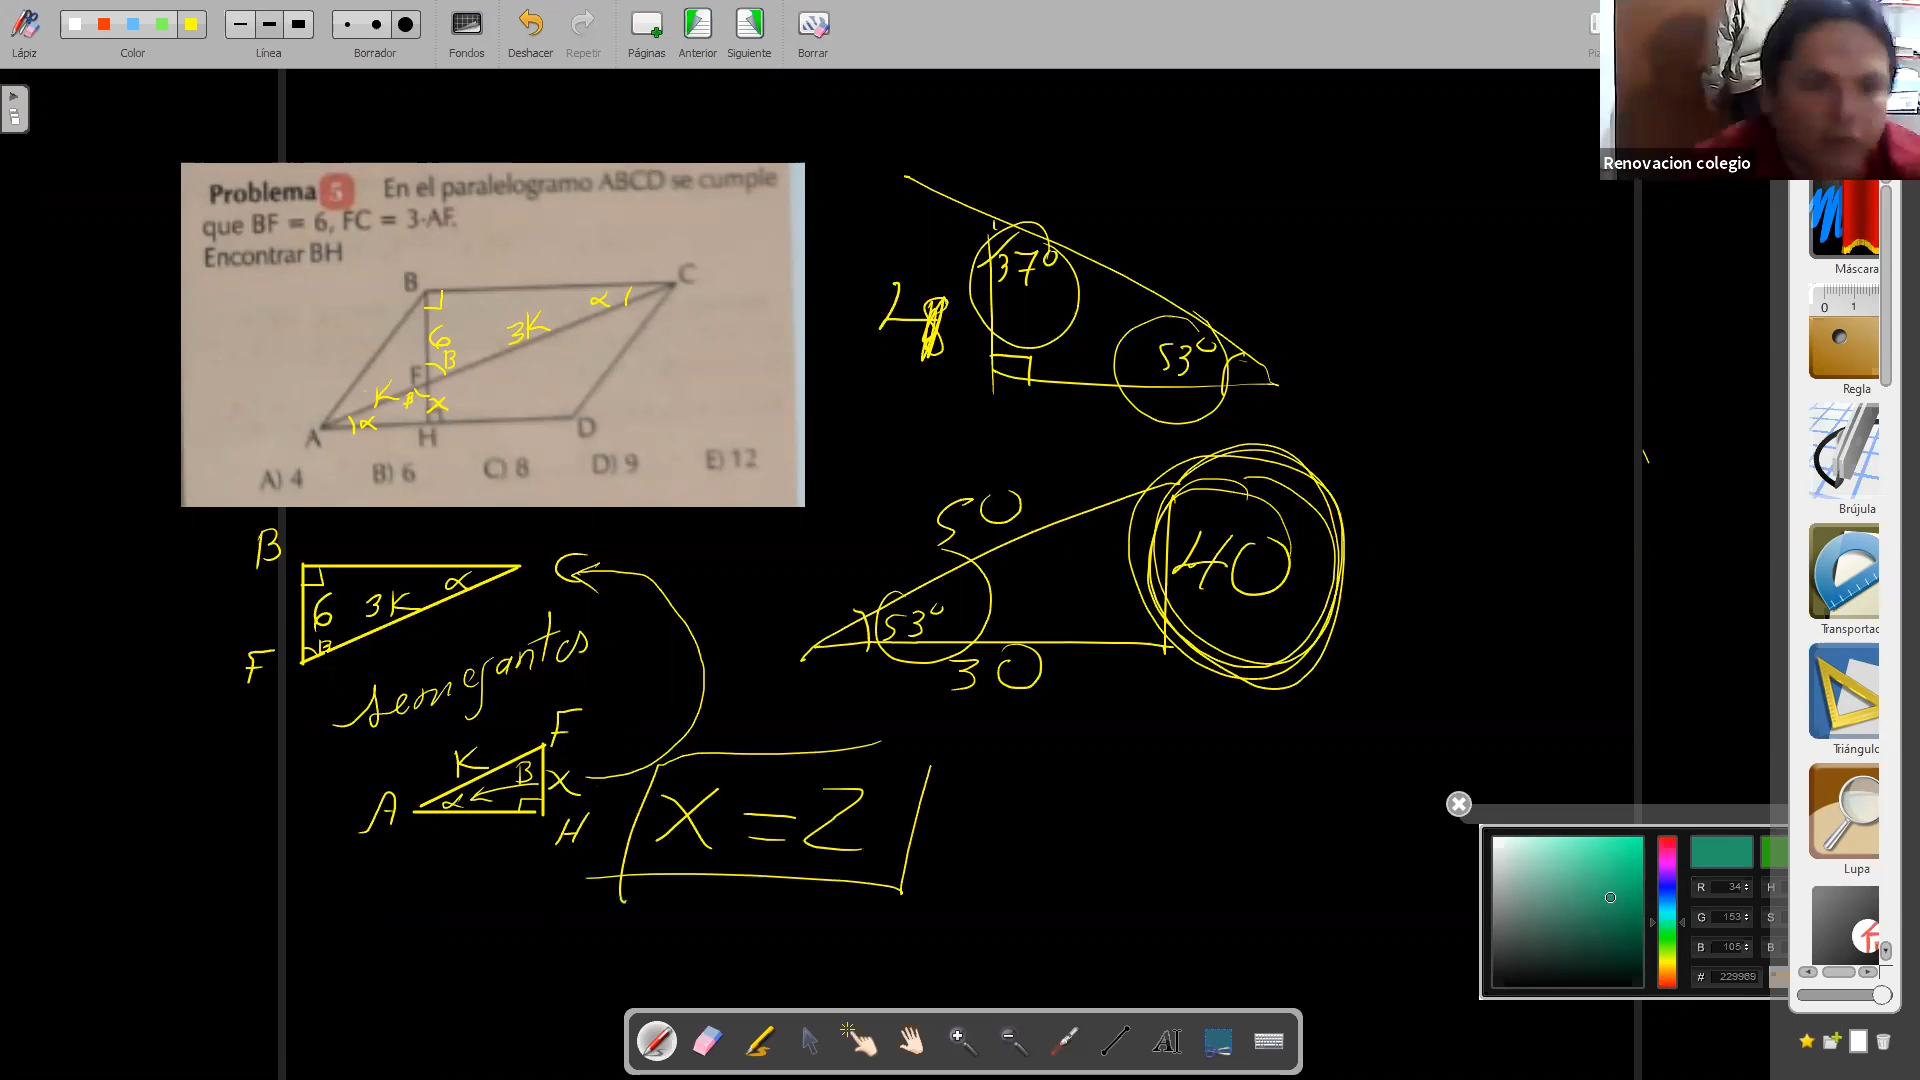 Lápiz
Color
Línea
Borrador
Fondos
Deshacer
Repetir
Páginas
Anterior
Siguiente
Borrar
Renovacion colegio
Problema 5 En el paralelogramo ABCD se cumple
que BF = 6, FC = 3·AF.
Encontrar BH
B
C
α
6
3K
B
F
K
B
x
α
A
H
D
A) 4 B) 6 C) 8 D) 9 E) 12
37°
53°
B
C
6 3K α
B
F
semejantes
F
K
B
x
A
α
H
X = 2
50
40
53°
30
Máscara
0 1
Regla
Brújula
Transportac
Triángulo
Lupa
R 34 H
G 153 S
B 105 B
# 229969